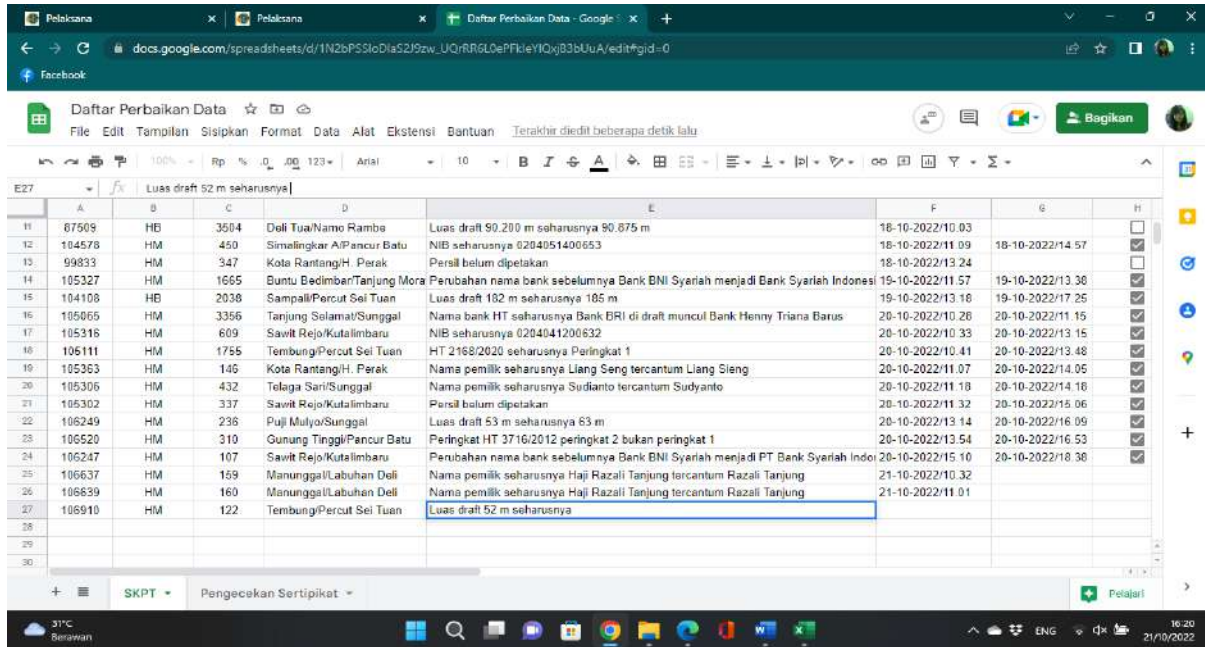 Pelaksana
Pelaksana
Daftar Perbaikan Data - Google S
docs.google.com/spreadsheets/d/
Facebook
Daftar Perbaikan Data
File Edit Tampilan Sisipkan Format Data Alat Ekstensi Bantuan Terakhir diedit beberapa detik lalu
Bagikan
100% Rp % .0 .00 123 Arial 10 B I S A
E27 fx Luas draft 52 m seharusnya
A B C D E F G H
11 87509 HB 3504 Deli Tua/Namo Rambe Luas draft 90.200 m seharusnya 90.875 m 18-10-2022/10.03
12 104578 HM 450 Simalingkar A/Pancur Batu NIB seharusnya 0204051400653 18-10-2022/11.09 18-10-2022/14.57
13 99833 HM 347 Kota Rantang/H. Perak Persil belum dipetakan 18-10-2022/13.24
14 105327 HM 1665 Buntu Bedimbar/Tanjung Mora Perubahan nama bank sebelumnya Bank BNI Syariah menjadi Bank Syariah Indonesi 19-10-2022/11.57 19-10-2022/13.38
15 104108 HB 2038 Sampali/Percut Sei Tuan Luas draft 182 m seharusnya 185 m 19-10-2022/13.18 19-10-2022/17.25
16 105065 HM 3356 Tanjung Selamat/Sunggal Nama bank HT seharusnya Bank BRI di draft muncul Bank Henny Triana Barus 20-10-2022/10.28 20-10-2022/11.15
17 105316 HM 609 Sawit Rejo/Kutalimbaru NIB seharusnya 0204041200632 20-10-2022/10.33 20-10-2022/13.15
18 105111 HM 1755 Tembung/Percut Sei Tuan HT 2168/2020 seharusnya Peringkat 1 20-10-2022/10.41 20-10-2022/13.48
19 105363 HM 146 Kota Rantang/H. Perak Nama pemilik seharusnya Liang Seng tercantum Liang Sieng 20-10-2022/11.07 20-10-2022/14.05
20 105306 HM 432 Telaga Sari/Sunggal Nama pemilik seharusnya Sudianto tercantum Sudyanto 20-10-2022/11.18 20-10-2022/14.18
21 105302 HM 337 Sawit Rejo/Kutalimbaru Persil belum dipetakan 20-10-2022/11.32 20-10-2022/15.06
22 106249 HM 236 Puji Mulyo/Sunggal Luas draft 53 m seharusnya 63 m 20-10-2022/13.14 20-10-2022/16.09
23 106520 HM 310 Gunung Tinggi/Pancur Batu Peringkat HT 3716/2012 peringkat 2 bukan peringkat 1 20-10-2022/13.54 20-10-2022/16.53
24 106247 HM 107 Sawit Rejo/Kutalimbaru Perubahan nama bank sebelumnya Bank BNI Syariah menjadi PT Bank Syariah Indo 20-10-2022/15.10 20-10-2022/18.38
25 106637 HM 159 Manunggal/Labuhan Deli Nama pemilik seharusnya Haji Razali Tanjung tercantum Razali Tanjung 21-10-2022/10.32
26 106639 HM 160 Manunggal/Labuhan Deli Nama pemilik seharusnya Haji Razali Tanjung tercantum Razali Tanjung 21-10-2022/11.01
27 106910 HM 122 Tembung/Percut Sei Tuan Luas draft 52 m seharusnya
28
29
30
SKPT Pengecekan Sertipikat Pelajari
31°C
Berawan
ENG
16:20
21/10/2022